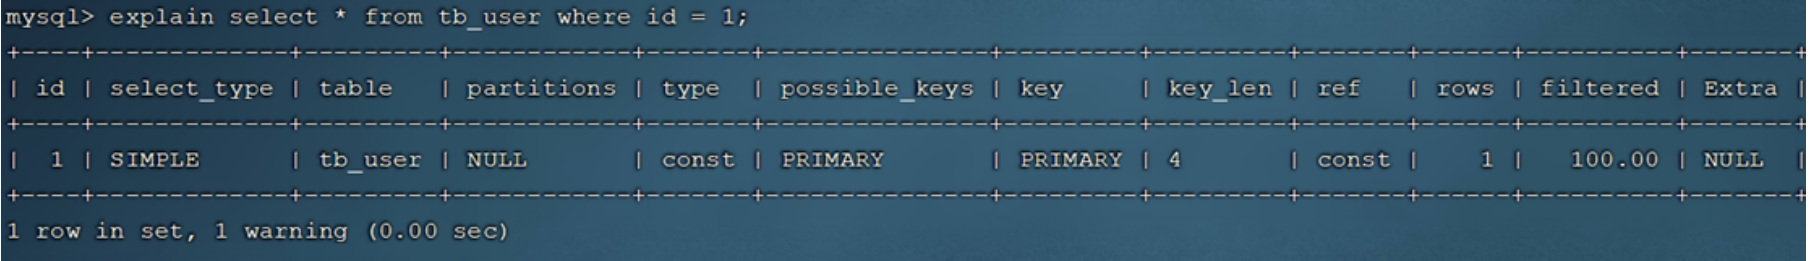 mysql> explain select * from tb_user where id = 1;
+----+-------------+---------+------------+-------+---------------+---------+---------+-------+------+----------+-------+
| id | select_type | table   | partitions | type  | possible_keys | key     | key_len | ref   | rows | filtered | Extra |
+----+-------------+---------+------------+-------+---------------+---------+---------+-------+------+----------+-------+
|  1 | SIMPLE      | tb_user | NULL       | const | PRIMARY       | PRIMARY | 4       | const |    1 |   100.00 | NULL  |
+----+-------------+---------+------------+-------+---------------+---------+---------+-------+------+----------+-------+
1 row in set, 1 warning (0.00 sec)